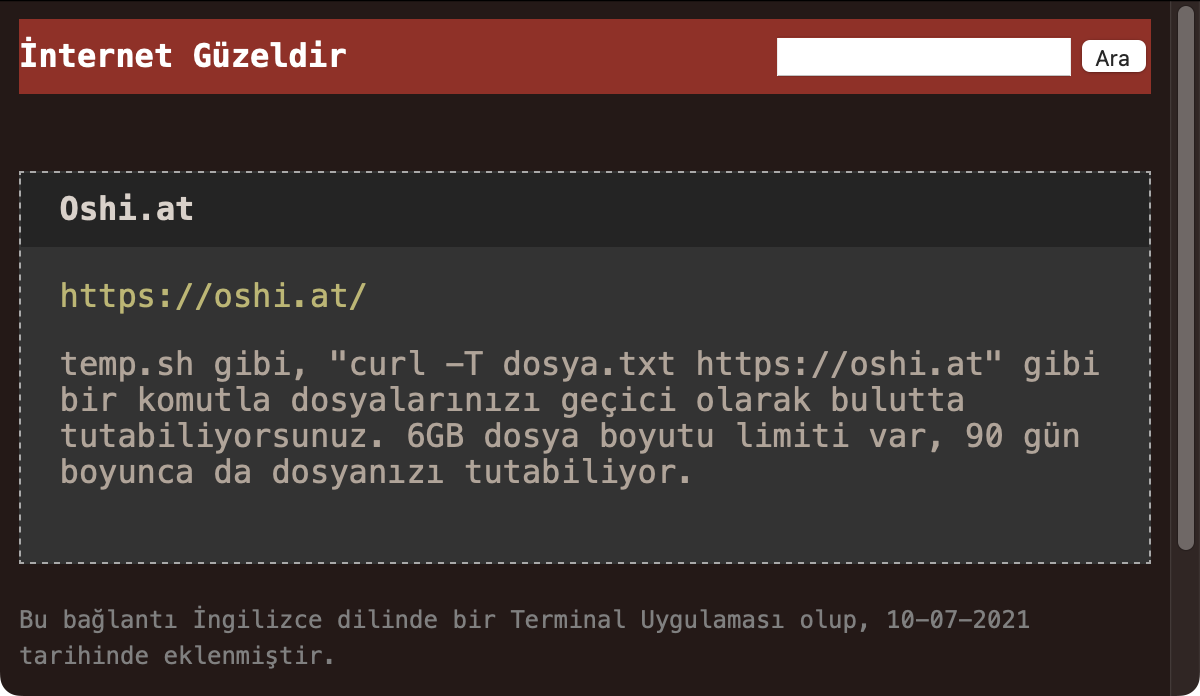 İnternet Güzeldir
Ara
Oshi.at
https://oshi.at/
temp.sh gibi, "curl -T dosya.txt https://oshi.at" gibi
bir komutla dosyalarınızı geçici olarak bulutta
tutabiliyorsunuz. 6GB dosya boyutu limiti var, 90 gün
boyunca da dosyanızı tutabiliyor.
Bu bağlantı İngilizce dilinde bir Terminal Uygulaması olup, 10-07-2021
tarihinde eklenmiştir.